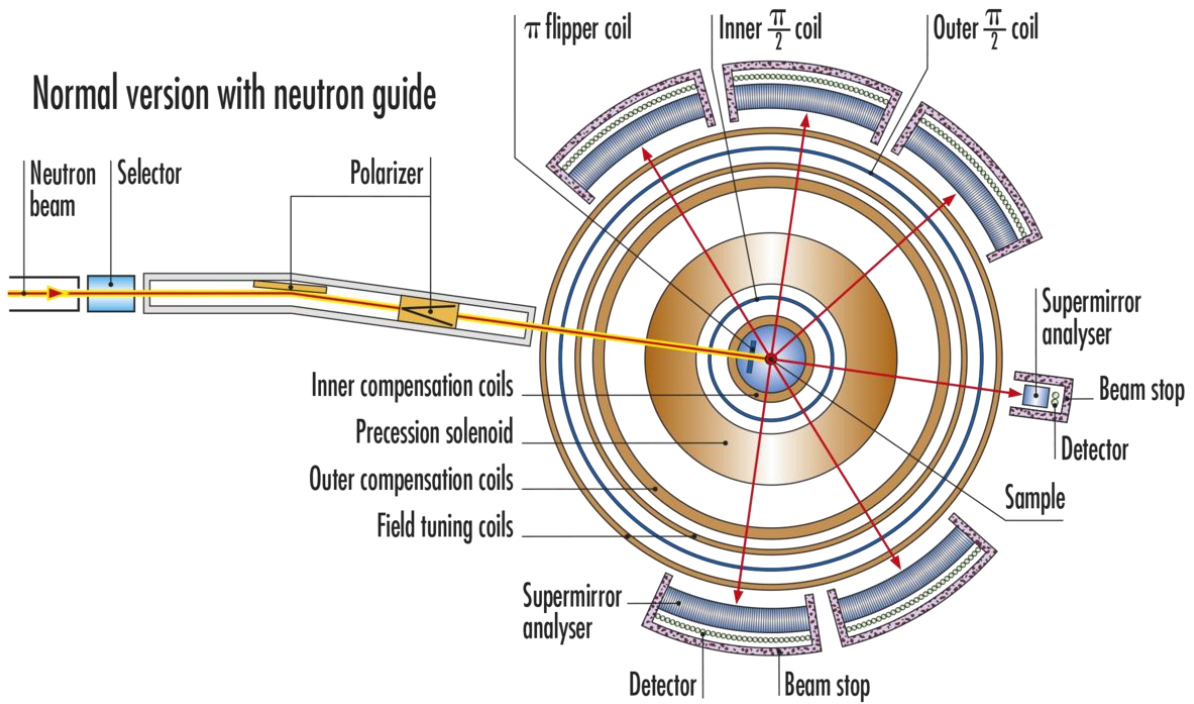 π flipper coil
Inner π/2 coil
Outer π/2 coil
Normal version with neutron guide
Neutron
beam
Selector
Polarizer
Supermirror
analyser
Beam stop
Detector
Sample
Inner compensation coils
Precession solenoid
Outer compensation coils
Field tuning coils
Supermirror
analyser
Detector
Beam stop